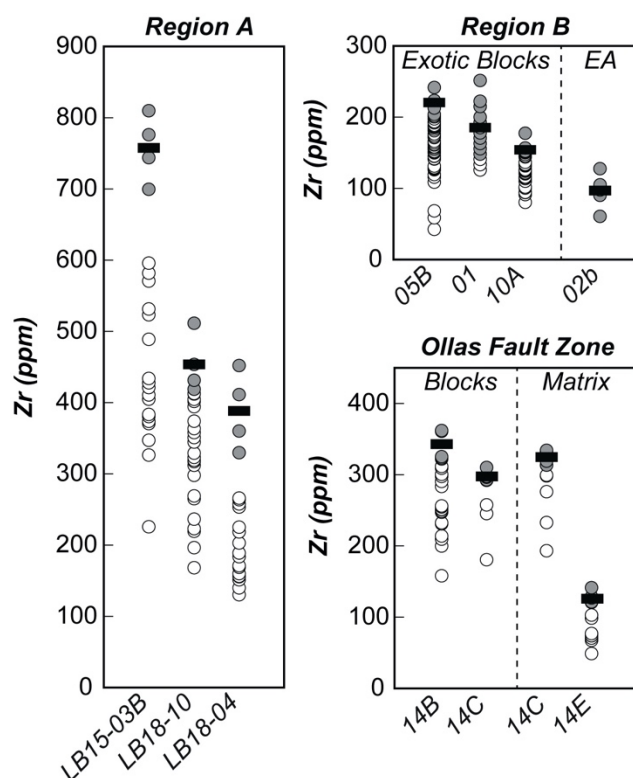 Region A
900
800
700
600
500
400
300
200
100
0
Zr (ppm)
LB15-03B
LB18-10
LB18-04
Region B
Exotic Blocks EA
300
200
100
0
Zr (ppm)
05B
01
10A
02b
Ollas Fault Zone
Blocks Matrix
400
300
200
100
0
Zr (ppm)
14B
14C
14C
14E